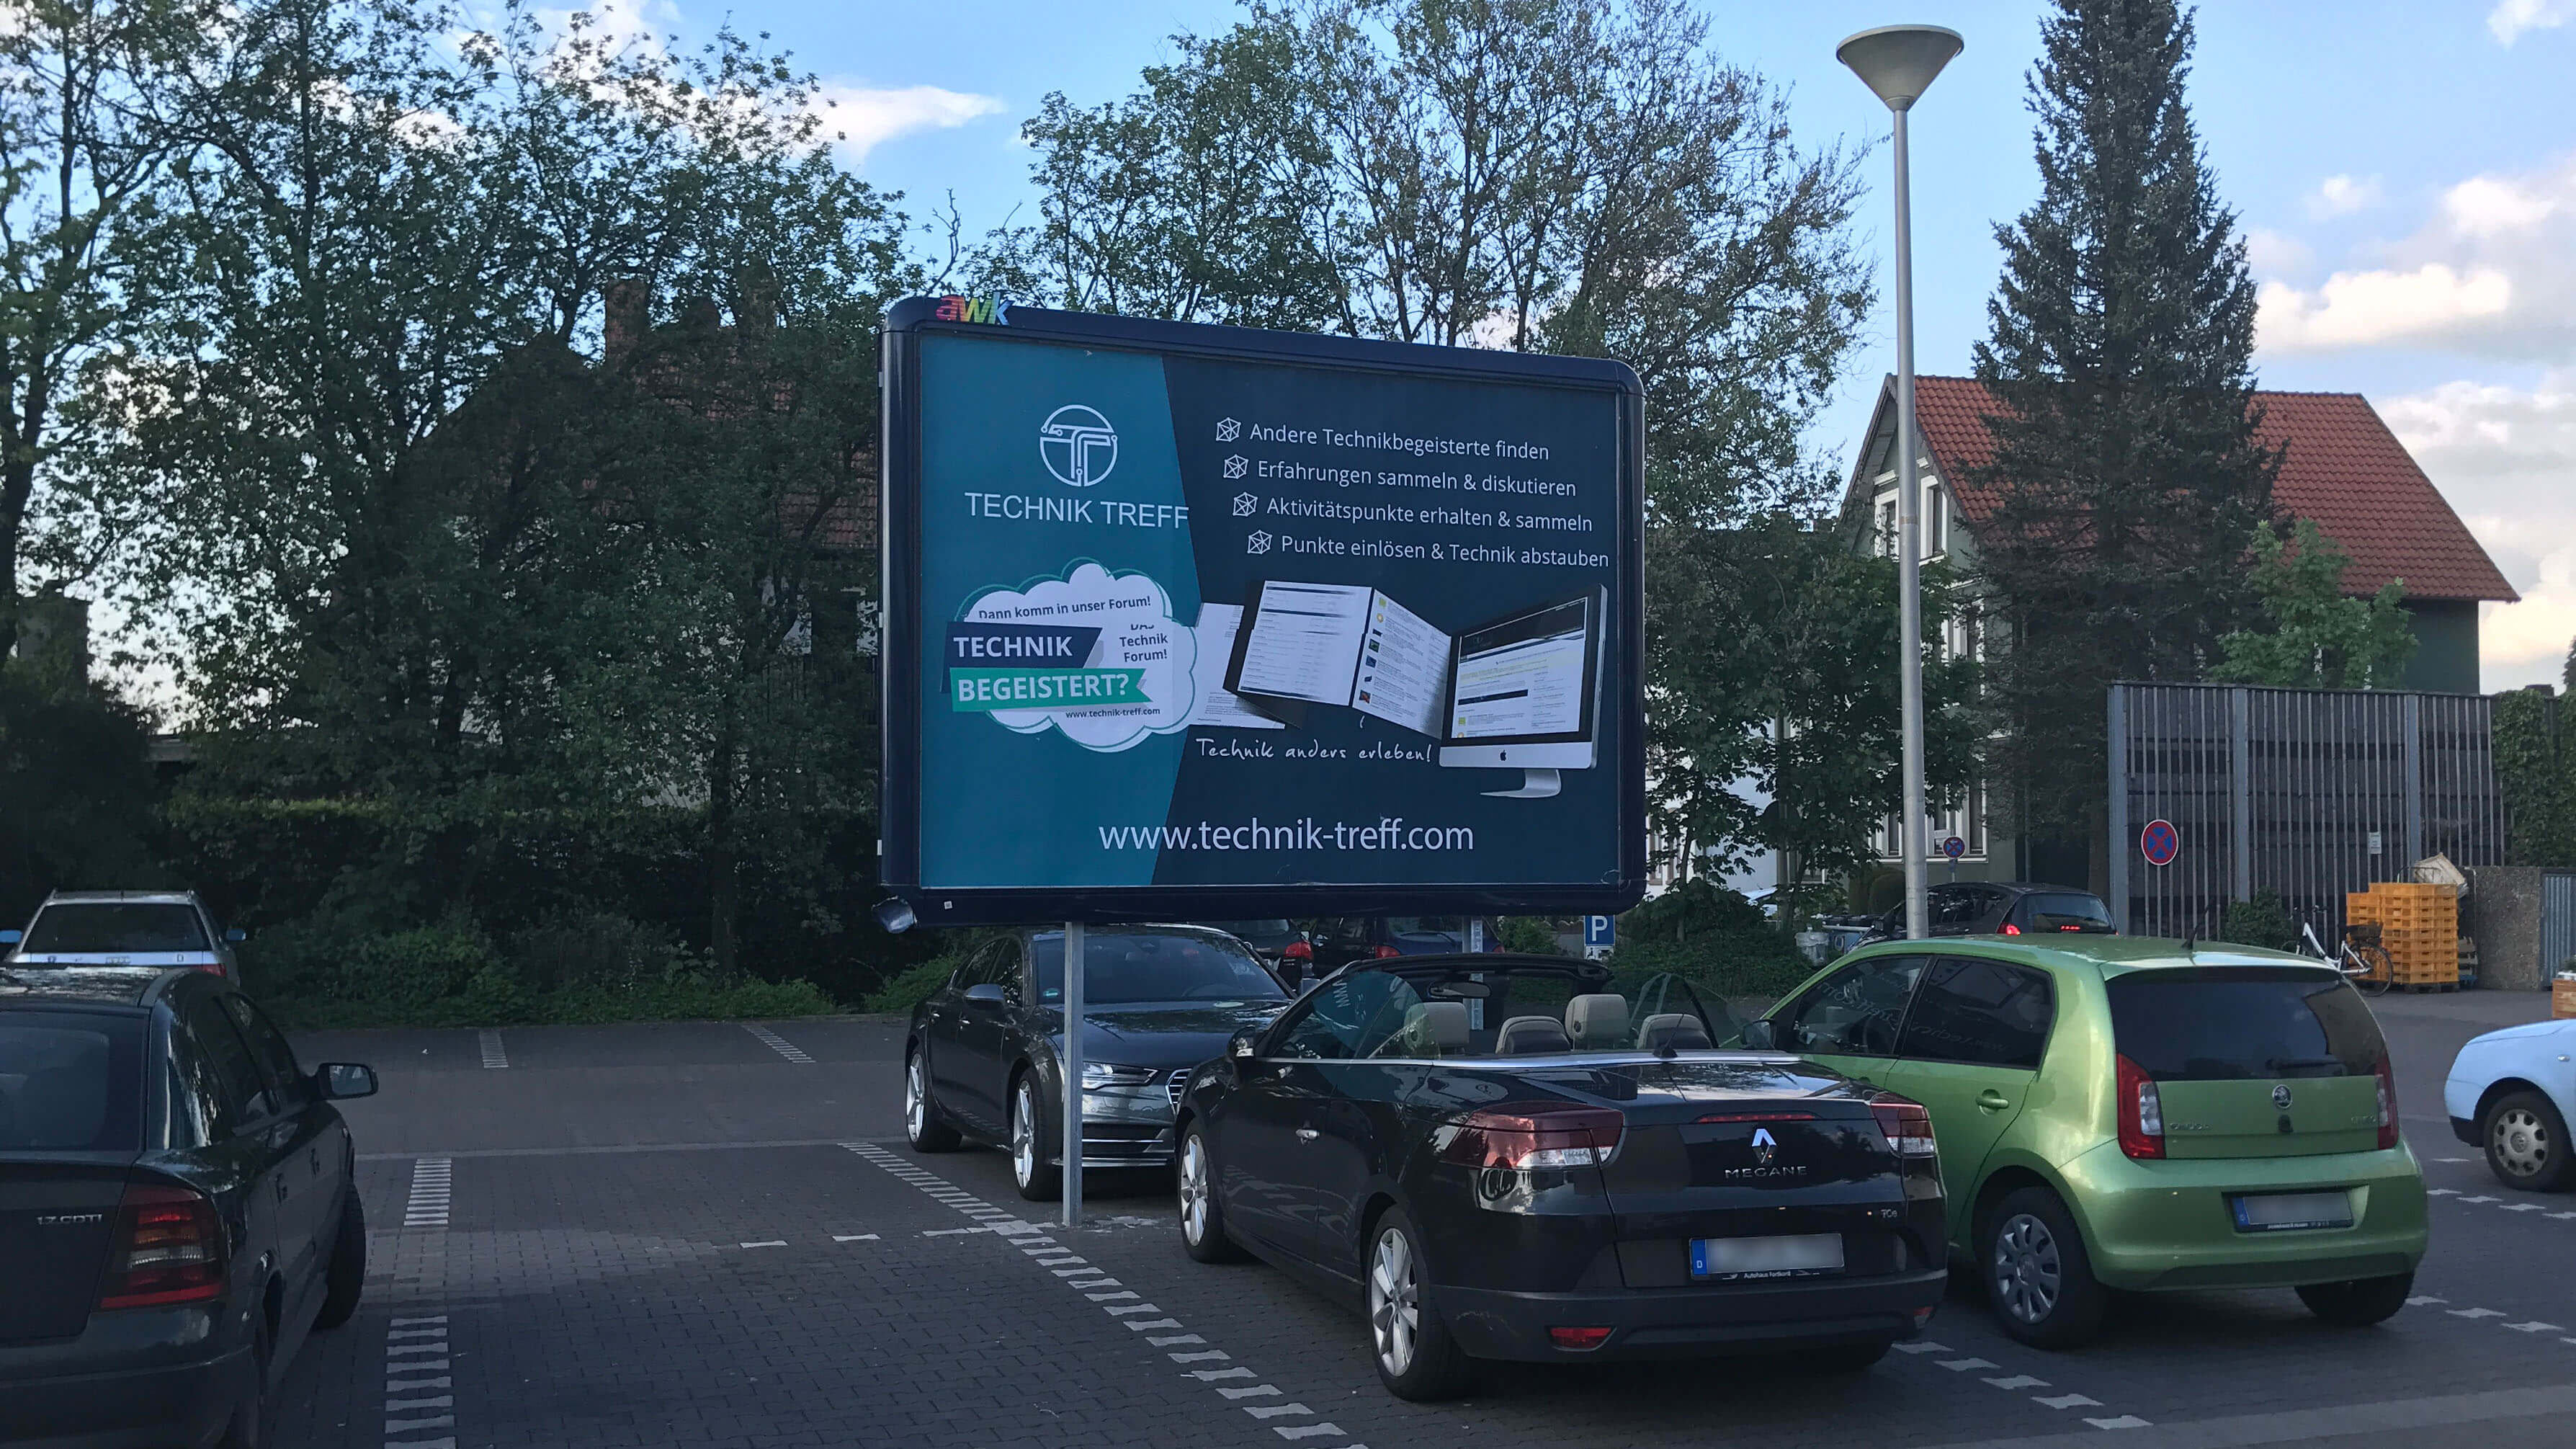 awk
TECHNIK TREFF
Andere Technikbegeisterte finden
Erfahrungen sammeln & diskutieren
Aktivitätspunkte erhalten & sammeln
Punkte einlösen & Technik abstauben
Dann komm in unser Forum!
TECHNIK
BEGEISTERT?
DAS
Technik
Forum!
www.technik-treff.com
Technik anders erleben!
www.technik-treff.com
P
1.7 CDTI
MEGANE
TCe
D